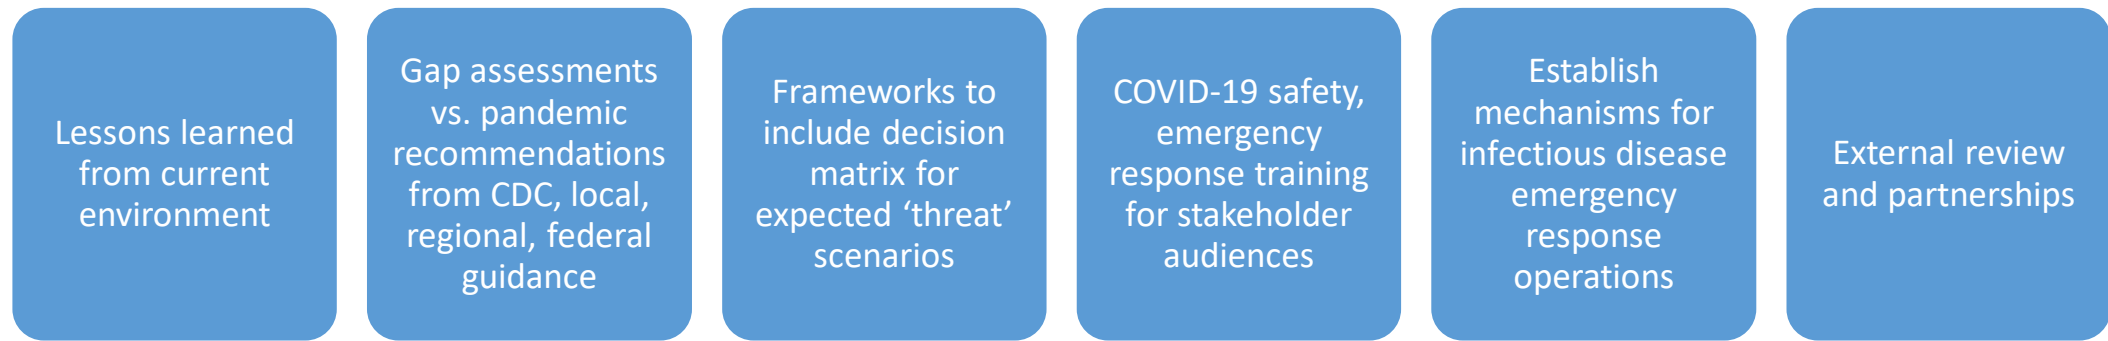 Lessons learned
from current
environment
Gap assessments
vs. pandemic
recommendations
from CDC, local,
regional, federal
guidance
Frameworks to
include decision
matrix for
expected ‘threat’
scenarios
COVID-19 safety,
emergency
response training
for stakeholder
audiences
Establish
mechanisms for
infectious disease
emergency
response
operations
External review
and partnerships